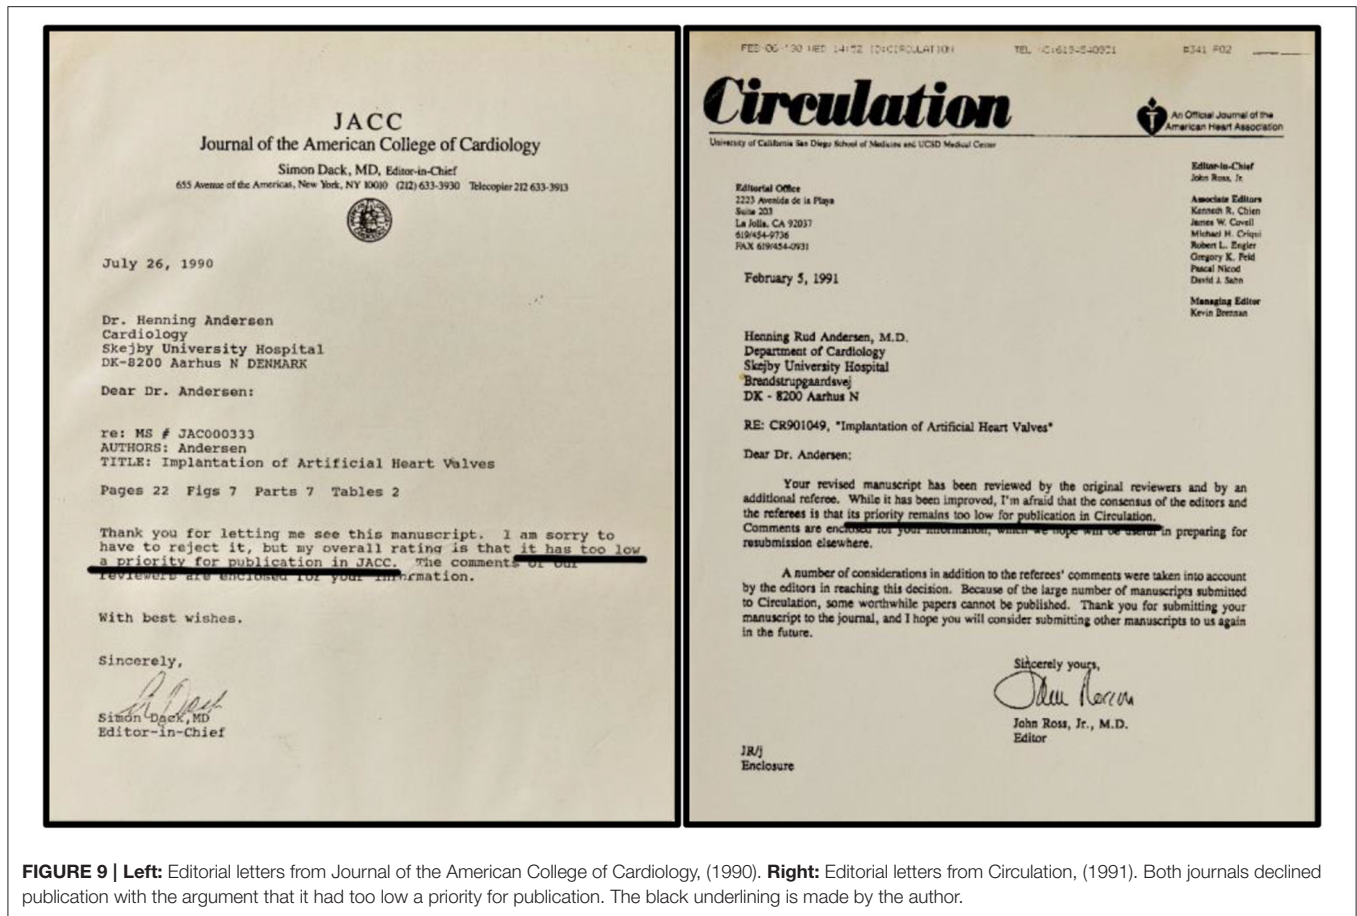 JACC
Journal of the American College of Cardiology
Simon Dack, MD, Editor-in-Chief
655 Avenue of the Americas, New York, NY 10010 (212) 633-3930 Telecopier 212 633-3913
July 26, 1990
Dr. Henning Andersen
Cardiology
Skejby University Hospital
DK-8200 Aarhus N DENMARK
Dear Dr. Andersen:
re: MS # JAC000333
AUTHORS: Andersen
TITLE: Implantation of Artificial Heart Valves
Pages 22 Figs 7 Parts 7 Tables 2
Thank you for letting me see this manuscript. I am sorry to
have to reject it, but my overall rating is that it has too low
a priority for publication in JACC. The comments of our
reviewers are enclosed for your information.
With best wishes.
Sincerely,
Simon Dack, MD
Editor-in-Chief
WED 14:52 ID:CIRCULATION
#341 P02
Circulation
An Official Journal of the
American Heart Association
University of California San Diego School of Medicine and UCSD Medical Center
Editor-in-Chief
John Ross, Jr.
Associate Editors
Kenneth R. Chien
James W. Covell
Michael H. Criqui
Robert L. Engler
Gregory K. Feld
Pascal Nicod
David J. Sahn
Managing Editor
Kevin Brennan
Editorial Office
2223 Avenida de la Playa
Suite 203
La Jolla, CA 92037
619/454-9736
FAX 619/454-0931
February 5, 1991
Henning Rud Andersen, M.D.
Department of Cardiology
Skejby University Hospital
Brendstrupgaardsvej
DK - 8200 Aarhus N
RE: CR901049, "Implantation of Artificial Heart Valves"
Dear Dr. Andersen:
Your revised manuscript has been reviewed by the original reviewers and by an
additional referee. While it has been improved, I'm afraid that the consensus of the editors and
the referees is that its priority remains too low for publication in Circulation.
Comments are enclosed for your information, which we hope will be useful in preparing for
resubmission elsewhere.
A number of considerations in addition to the referees' comments were taken into account
by the editors in reaching this decision. Because of the large number of manuscripts submitted
to Circulation, some worthwhile papers cannot be published. Thank you for submitting your
manuscript to the journal, and I hope you will consider submitting other manuscripts to us again
in the future.
Sincerely yours,
John Ross, Jr., M.D.
Editor
JR/j
Enclosure
FIGURE 9 | Left: Editorial letters from Journal of the American College of Cardiology, (1990). Right: Editorial letters from Circulation, (1991). Both journals declined
publication with the argument that it had too low a priority for publication. The black underlining is made by the author.